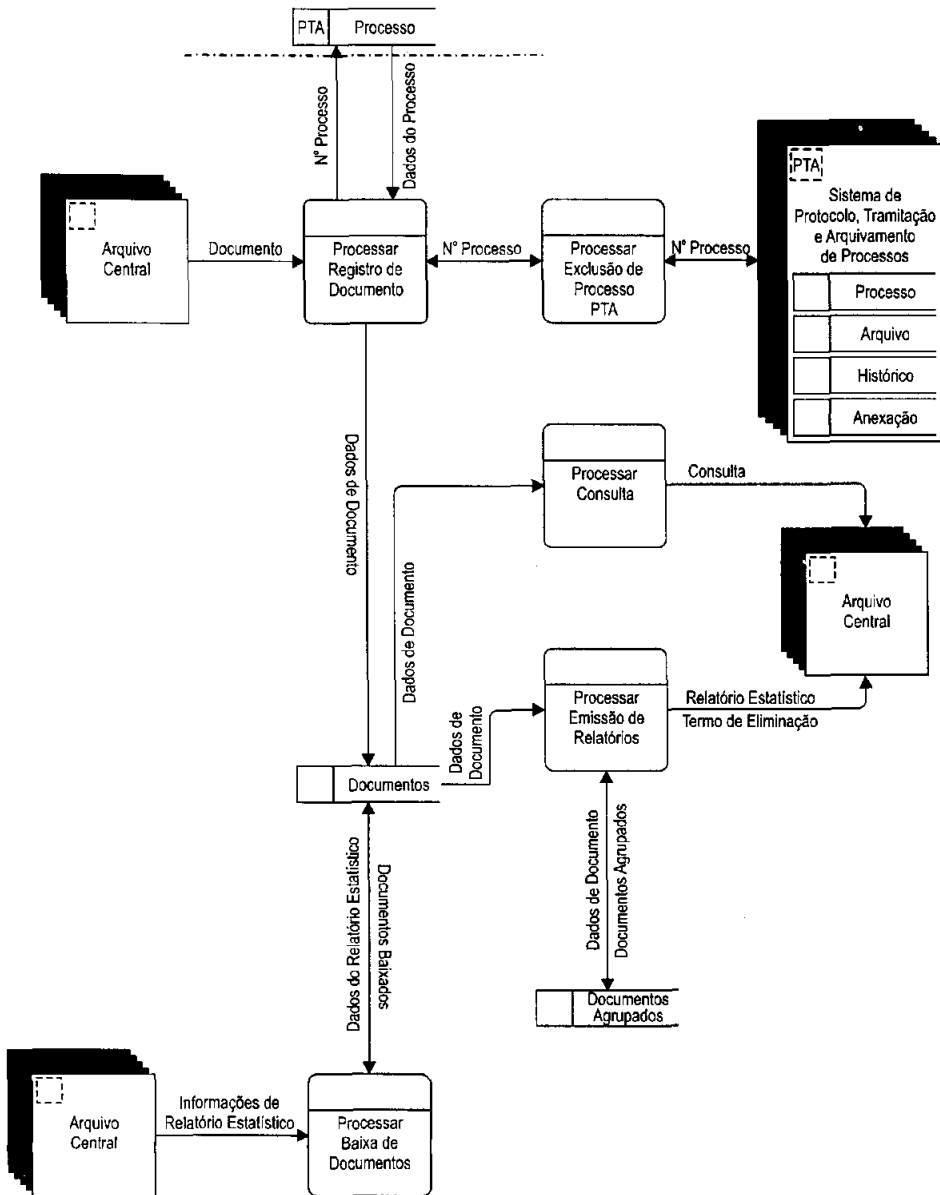 PTA Processo
N° Processo
Dados do Processo
Arquivo
Central
Documento
Processar
Registro de
Documento
N° Processo
Processar
Exclusão de
Processo
PTA
N° Processo
PTA
Sistema de
Protocolo, Tramitação
e Arquivamento
de Processos
Processo
Arquivo
Histórico
Anexação
Dados de Documento
Dados de Documento
Processar
Consulta
Consulta
Arquivo
Central
Dados de
Documento
Processar
Emissão de
Relatórios
Relatório Estatístico
Termo de Eliminação
Documentos
Dados do Relatório Estatístico
Documentos Baixados
Dados de Documento
Documentos Agrupados
Documentos
Agrupados
Arquivo
Central
Informações de
Relatório Estatístico
Processar
Baixa de
Documentos